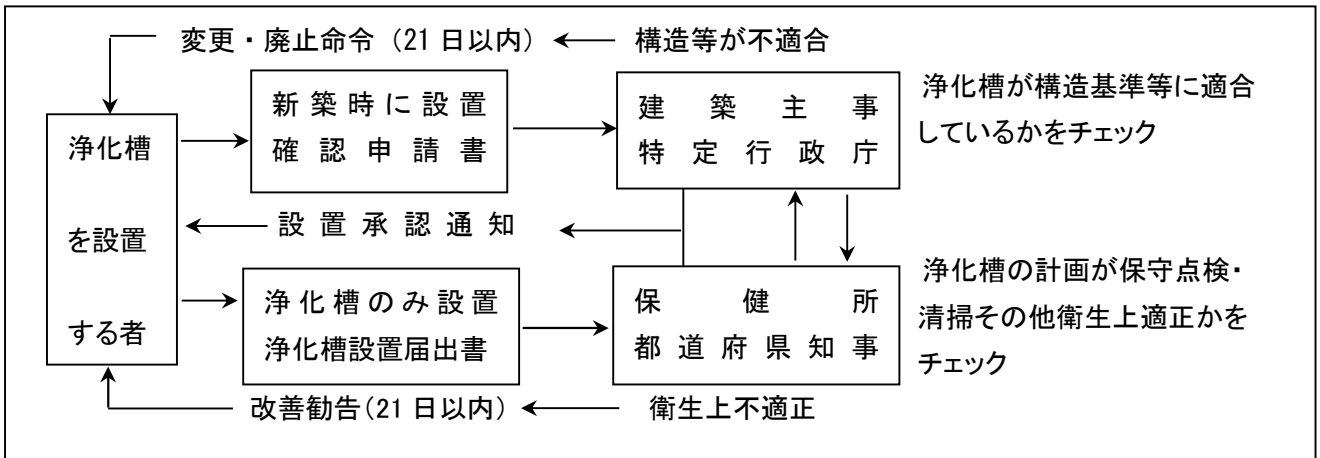 変更・廃止命令（21日以内）
構造等が不適合
新築時に設置
確認申請書
建築主事
特定行政庁
浄化槽が構造基準等に適合
しているかをチェック
浄化槽
を設置
する者
設置承認通知
浄化槽のみ設置
浄化槽設置届出書
保健所
都道府県知事
浄化槽の計画が保守点検・
清掃その他衛生上適正かを
チェック
改善勧告（21日以内）
衛生上不適正